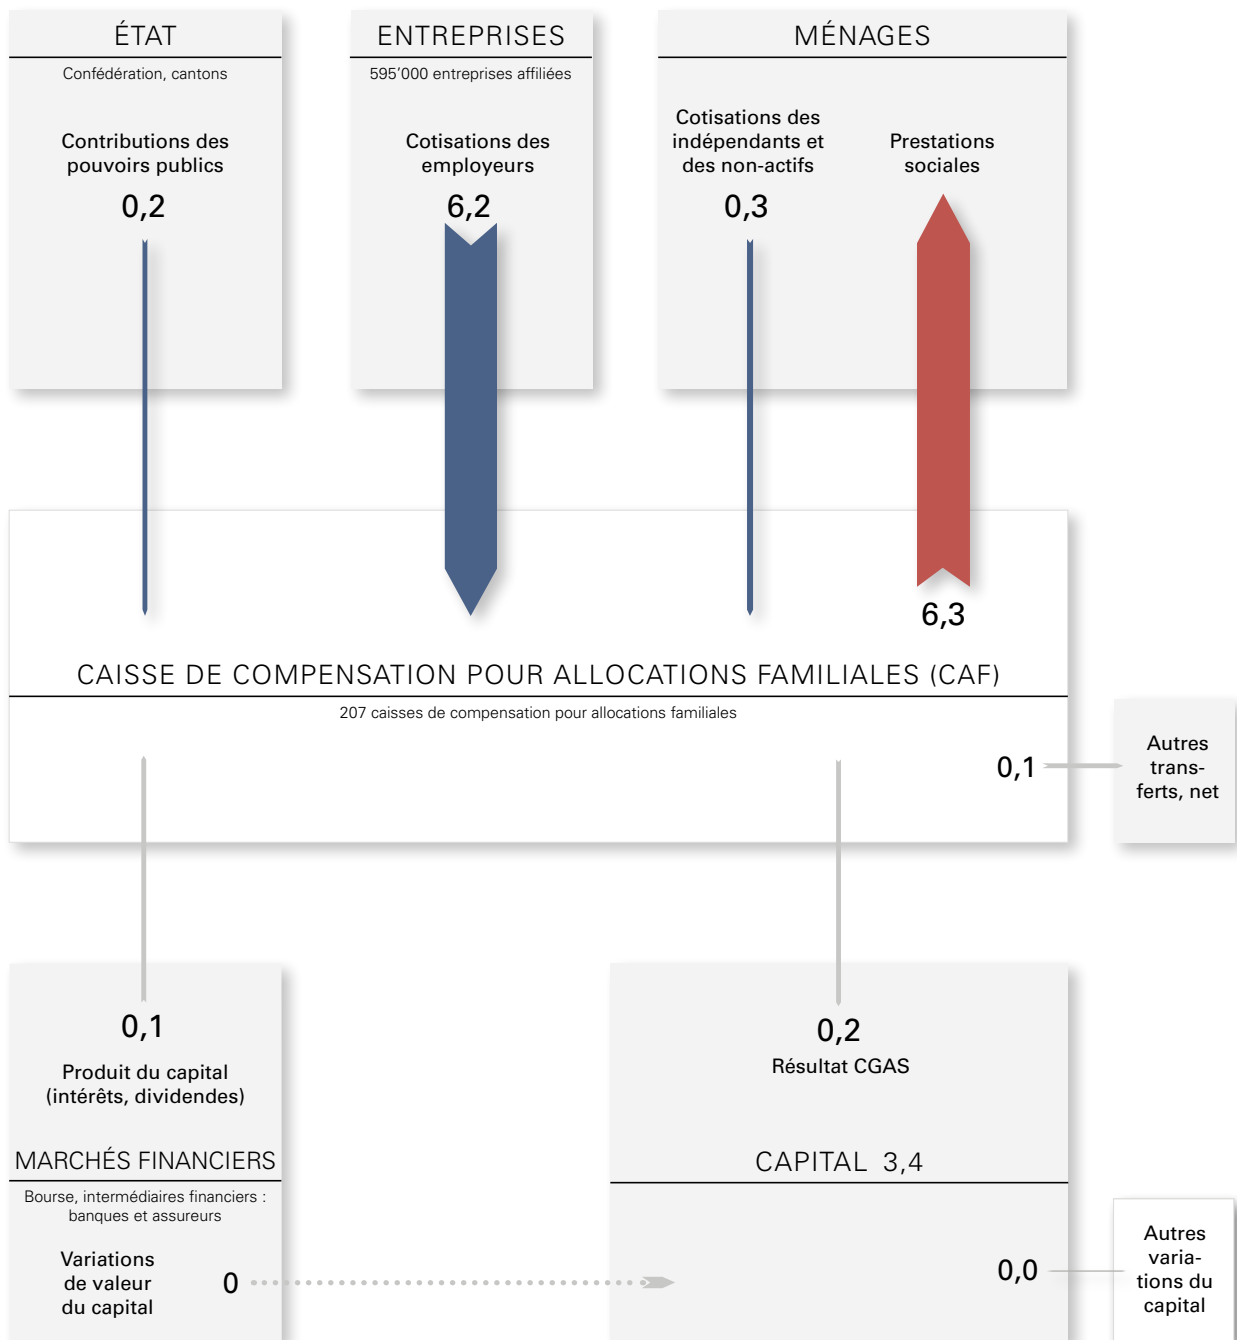 ÉTAT
Confédération, cantons
Contributions des
pouvoirs publics
0,2
ENTREPRISES
595'000 entreprises affiliées
Cotisations des
employeurs
6,2
MÉNAGES
Cotisations des
indépendants et
des non-actifs
0,3
Prestations
sociales
6,3
CAISSE DE COMPENSATION POUR ALLOCATIONS FAMILIALES (CAF)
207 caisses de compensation pour allocations familiales
0,1
Autres
trans-
ferts, net
0,1
Produit du capital
(intérêts, dividendes)
MARCHÉS FINANCIERS
Bourse, intermédiaires financiers :
banques et assureurs
Variations
de valeur
du capital
0
0,2
Résultat CGAS
CAPITAL 3,4
0,0
Autres
varia-
tions du
capital